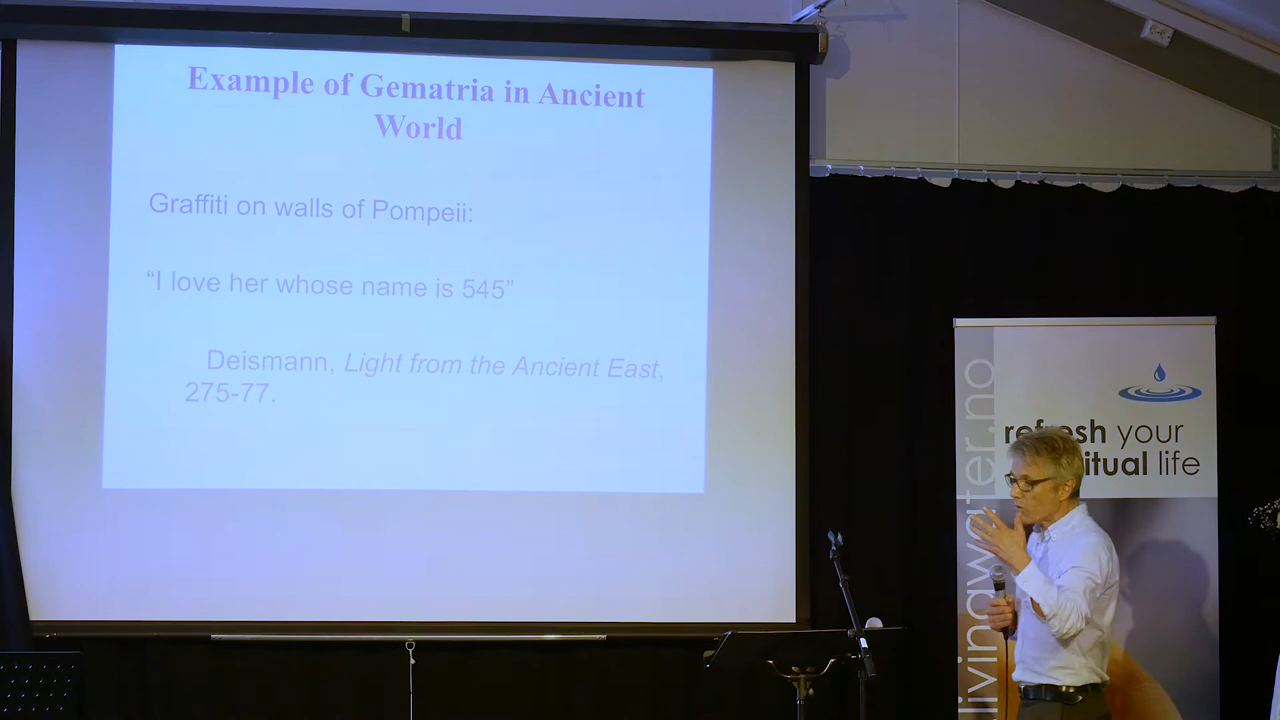 Example of Gematria in Ancient
World
Graffiti on walls of Pompeii:
“I love her whose name is 545”
Deismann, Light from the Ancient East,
275-77.
refresh your
itual life
livingwater.no